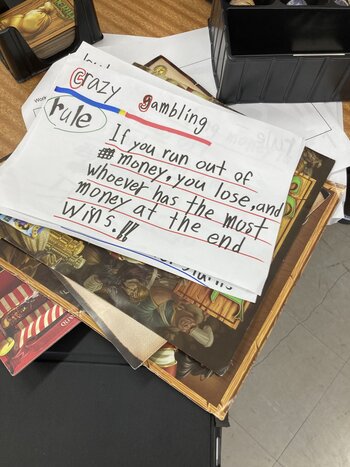 Crazy gambling
rule
If you run out of
money. you lose, and
whoever has the most
money at the end
wins.!!